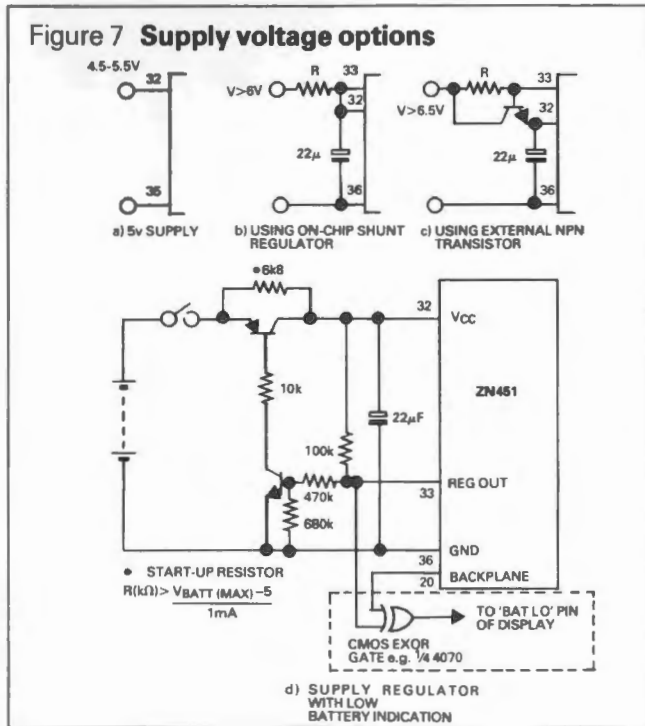 Figure 7 Supply voltage options
4.5-5.5V
32
35
a) 5v SUPPLY
V>6V
R
33
32
22μ
36
b) USING ON-CHIP SHUNT
REGULATOR
V>6.5V
R
33
32
22μ
36
c) USING EXTERNAL NPN
TRANSISTOR
•6k8
32
VCC
ZN451
10k
22μF
100k
REG OUT
33
470k
680k
GND
36
20
BACKPLANE
• START-UP RESISTOR
R(kΩ)> VBATT (MAX) -5
1mA
TO 'BAT LO' PIN
OF DISPLAY
CMOS EXOR
GATE e.g. 1/4 4070
d) SUPPLY REGULATOR
WITH LOW
BATTERY INDICATION